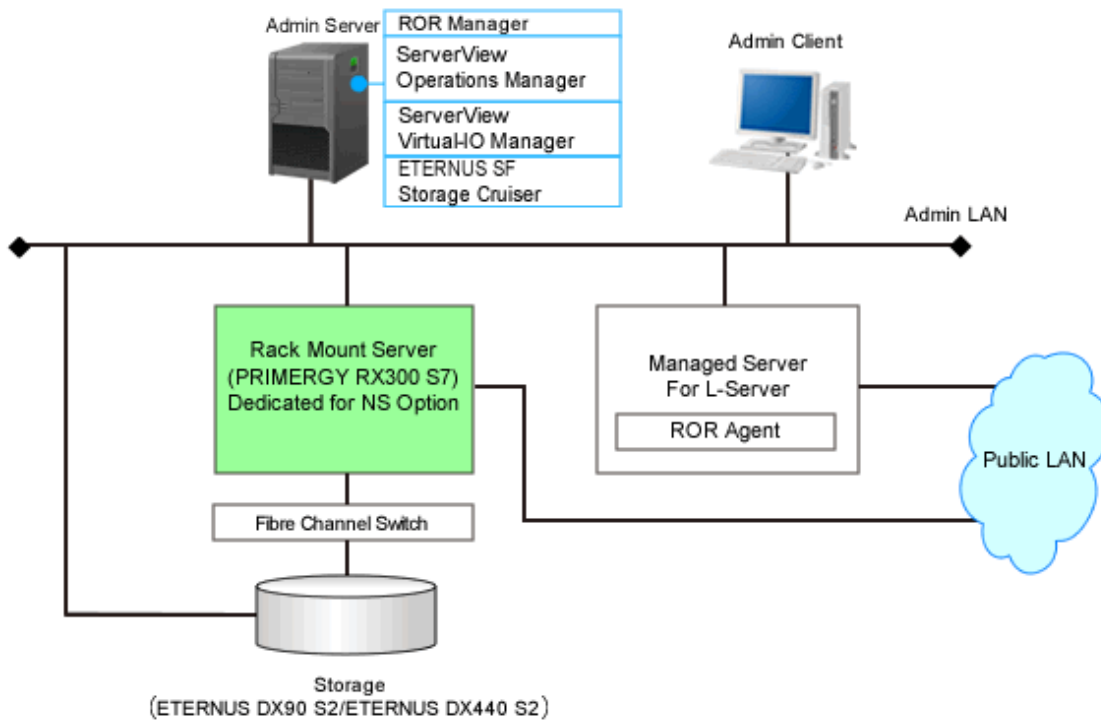 Admin Server
ROR Manager
ServerView
Operations Manager
ServerView
Virtual-IO Manager
ETERNUS SF
Storage Cruiser
Admin Client
Admin LAN
Rack Mount Server
(PRIMERGY RX300 S7)
Dedicated for NS Option
Managed Server
For L-Server
ROR Agent
Public LAN
Fibre Channel Switch
Storage
(ETERNUS DX90 S2/ETERNUS DX440 S2)